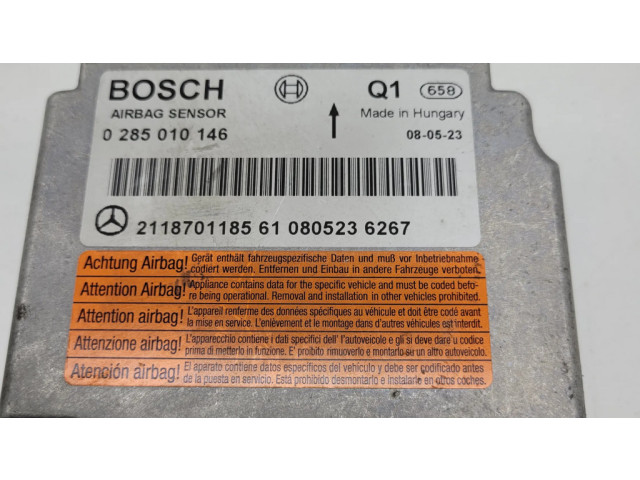 BOSCH Q1 658
AIRBAG SENSOR Made in Hungary
0 285 010 146 08-05-23
2118701185 61 080523 6267
Achtung Airbag! Gerät enthält fahrzeugspezifische Daten und muß vor Inbetriebnahme
codiert werden. Entfernen und Einbau in andere Fahrzeuge verboten.
Attention Airbag! Appliance contains data for the specific vehicle and must be coded befo-
re being operational. Removal and installation in other vehicles prohibited.
Attention airbag! L'appareil renferme des données spécifiques au véhicule et doit être codé avant
la mise en service. L'enlèvement et le montage dans d'autres véhicules est interdit.
Attenzione airbag! L'apparecchio contiene i dati specifici dell' l'autoveicolo e gli si deve dare u codice
prima di metterlo in funzione. E' proibito rimuoverlo e montarlo su un altro autoveicolo.
Atención airbag! El aparato contiene datos específicos del vehículo y debe ser codificado antes
de la puesta en servicio. Está prohibido desmontarlo e instalarlo en otros coches.